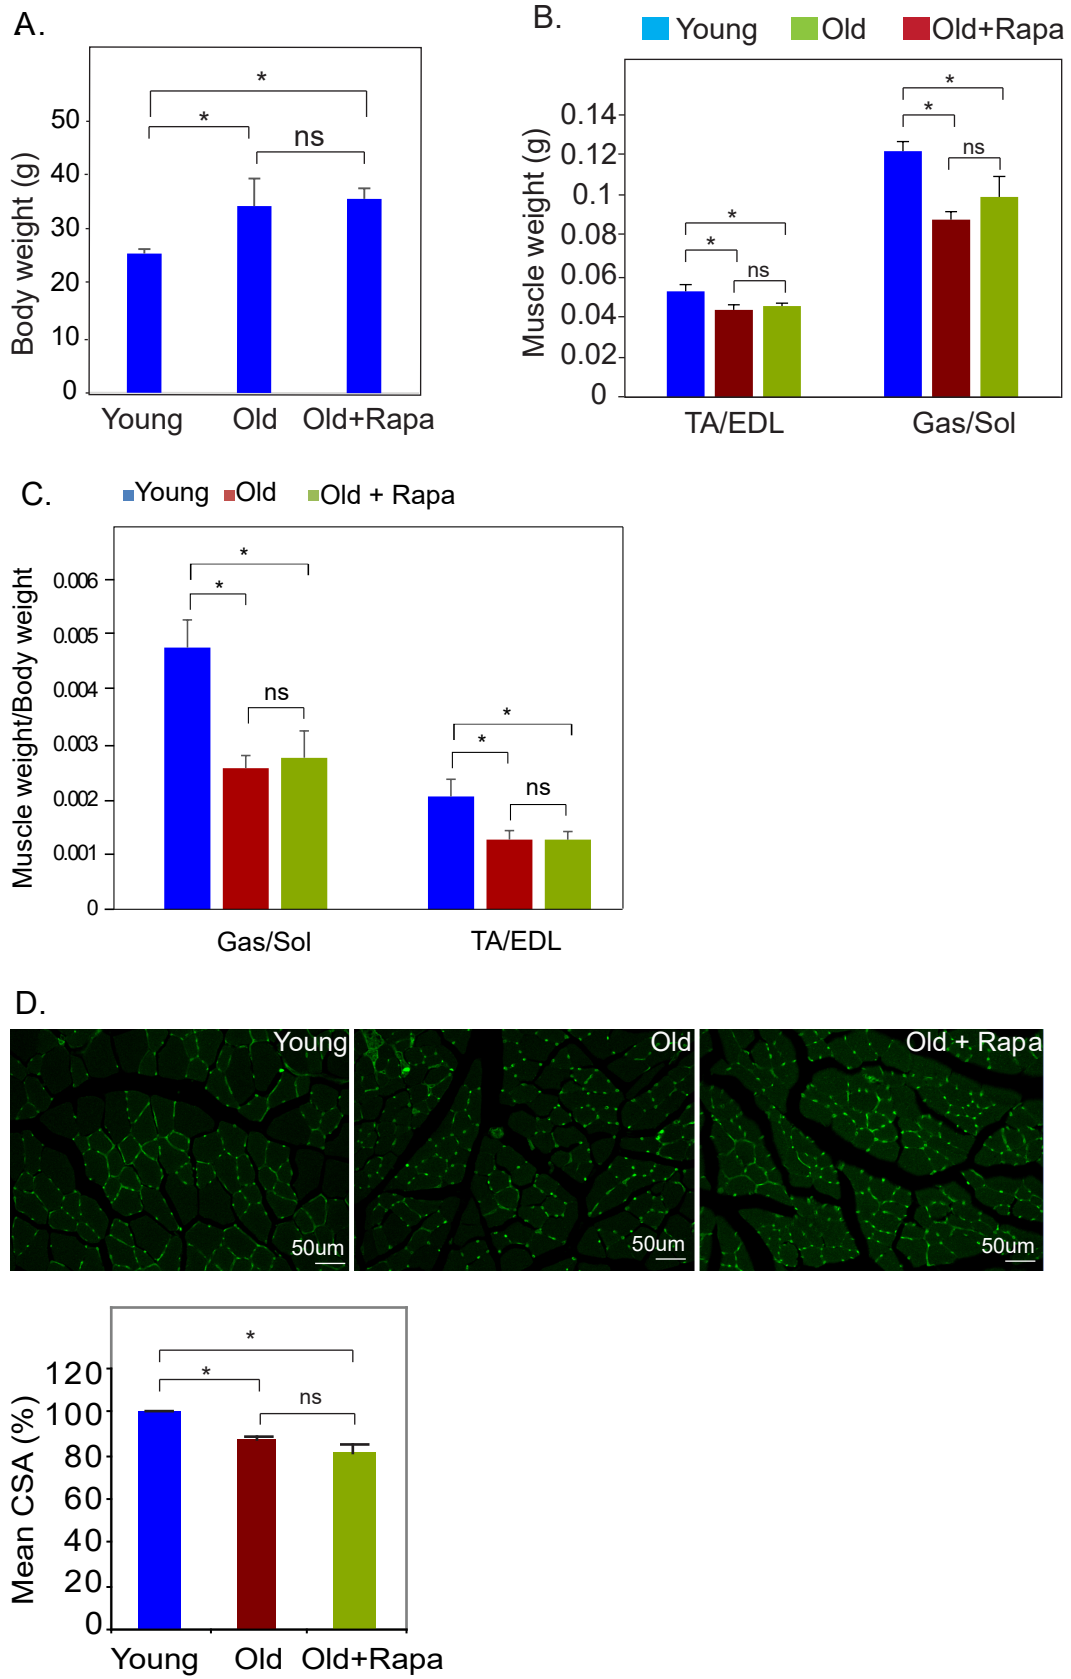 A.
*
*
ns
50
40
30
20
10
0
Body weight (g)
Young Old Old+Rapa
B.
Young Old Old+Rapa
*
*
ns
*
*
ns
0.14
0.12
0.1
0.08
0.06
0.04
0.02
0
Muscle weight (g)
TA/EDL Gas/Sol
C.
Young Old Old + Rapa
*
*
ns
*
*
ns
0.006
0.005
0.004
0.003
0.002
0.001
0
Muscle weight/Body weight
Gas/Sol TA/EDL
D.
Young
50um
Old
50um
Old + Rapa
50um
*
*
ns
120
100
80
60
40
20
0
Mean CSA (%)
Young Old Old+Rapa